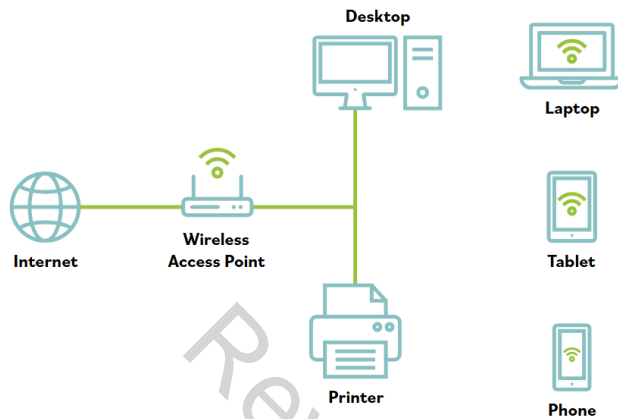 Desktop
Laptop
Internet
Wireless
Access Point
Tablet
Printer
Phone